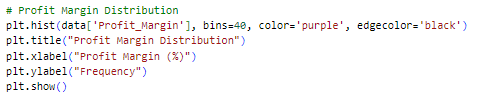 # Profit Margin Distribution
plt.hist(data['Profit_Margin'], bins=40, color='purple', edgecolor='black')
plt.title("Profit Margin Distribution")
plt.xlabel("Profit Margin (%)")
plt.ylabel("Frequency")
plt.show()